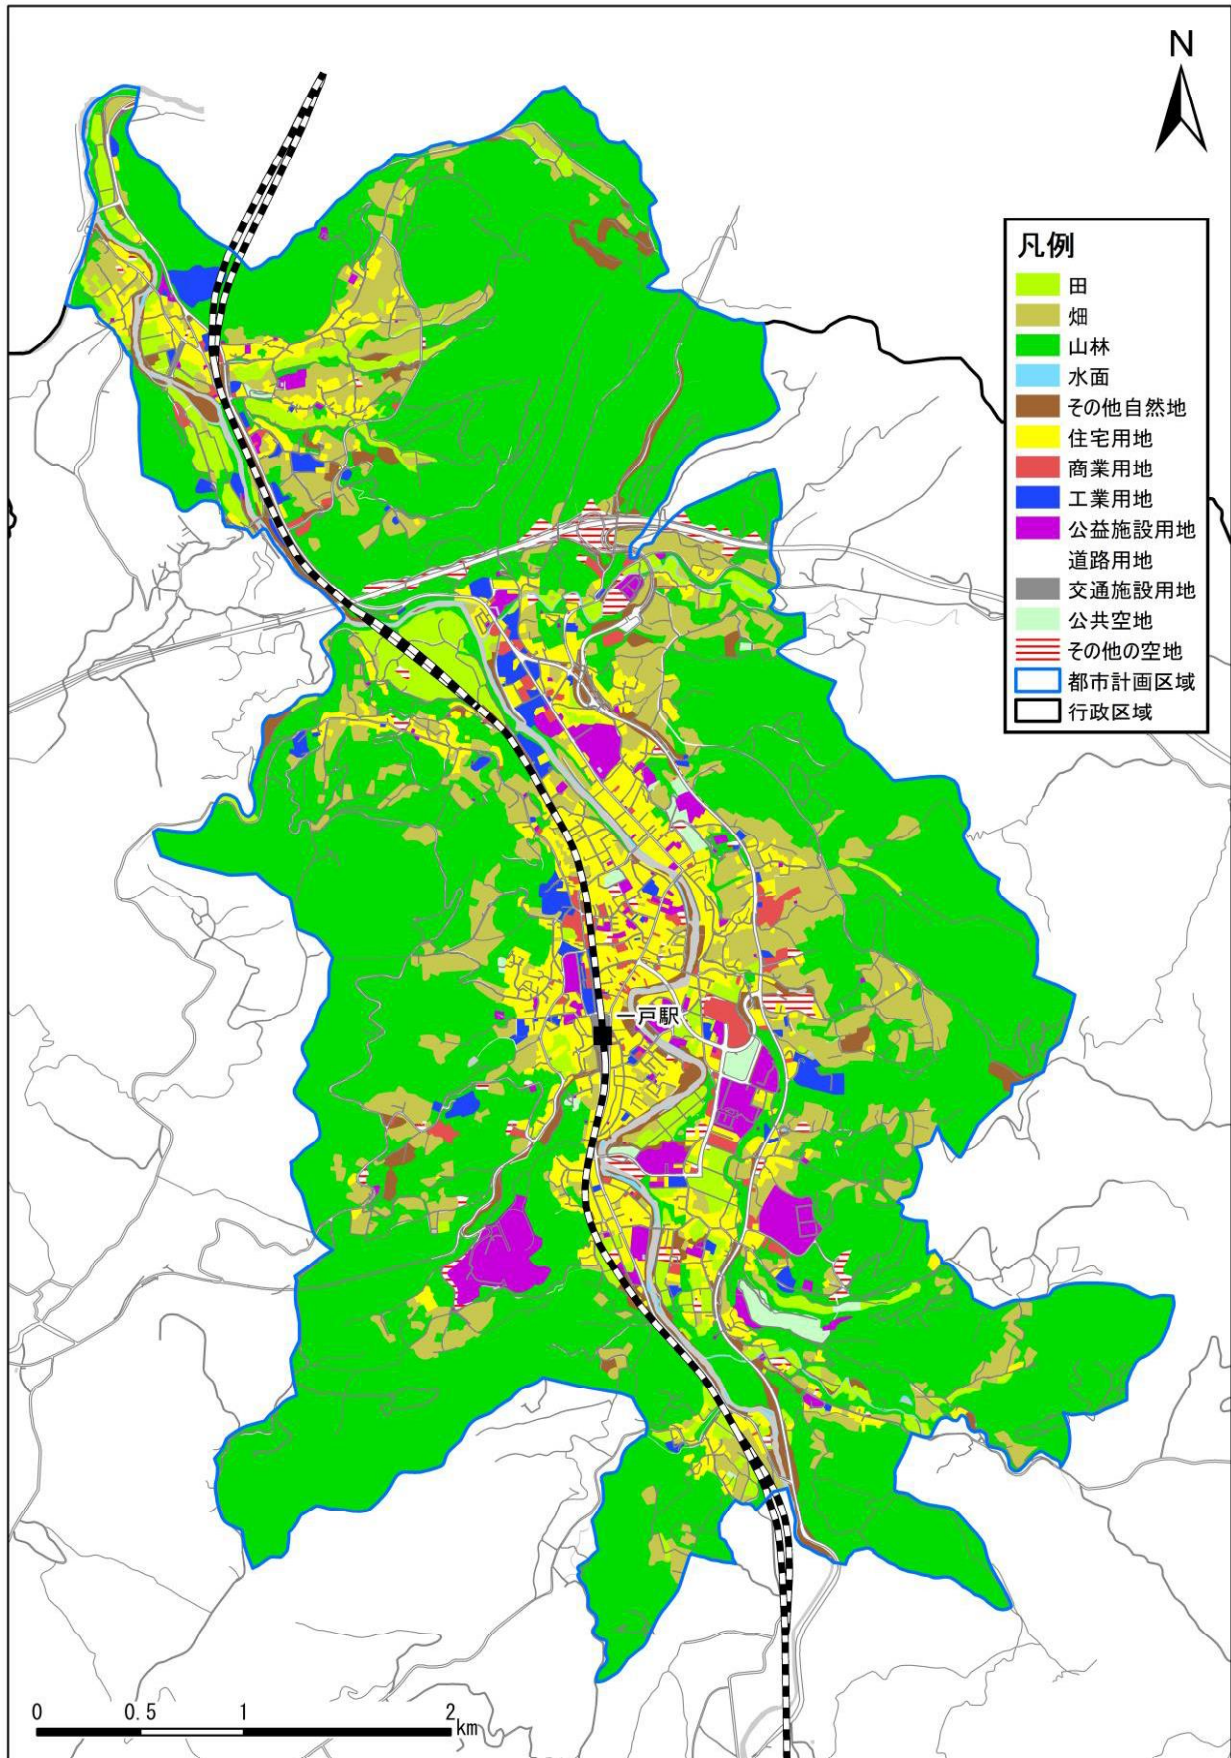 N
凡例
田
畑
山林
水面
その他自然地
住宅用地
商業用地
工業用地
公益施設用地
道路用地
交通施設用地
公共空地
その他の空地
都市計画区域
行政区域
一戸駅
0 0.5 1 2 km